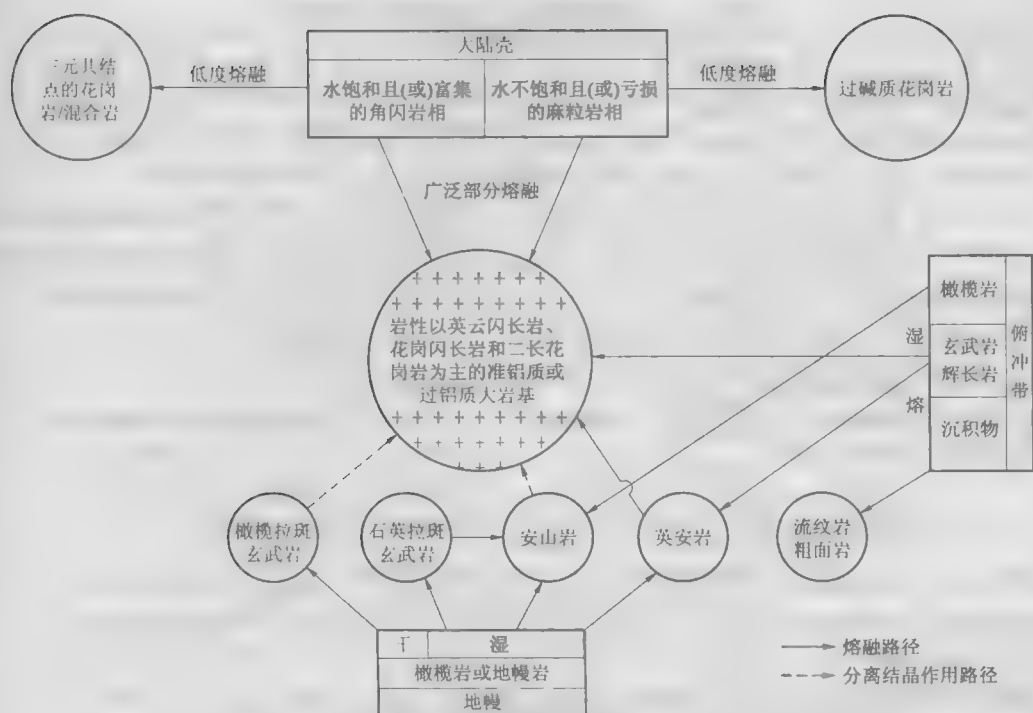 大陆壳
三元共结
点的花岗
岩/混合岩
低度熔融
水饱和且(或)富集
的角闪岩相
水不饱和且(或)亏损
的麻粒岩相
低度熔融
过碱质花岗岩
广泛部分熔融
岩性以英云闪长岩、
花岗闪长岩和二长花
岗岩为主的准铝质或
过铝质大岩基
湿
熔
橄榄岩
玄武岩
辉长岩
沉积物
俯冲带
橄榄拉斑
玄武岩
石英拉斑
玄武岩
安山岩
英安岩
流纹岩
粗面岩
干
湿
橄榄岩或地幔岩
地幔
熔融路径
分离结晶作用路径